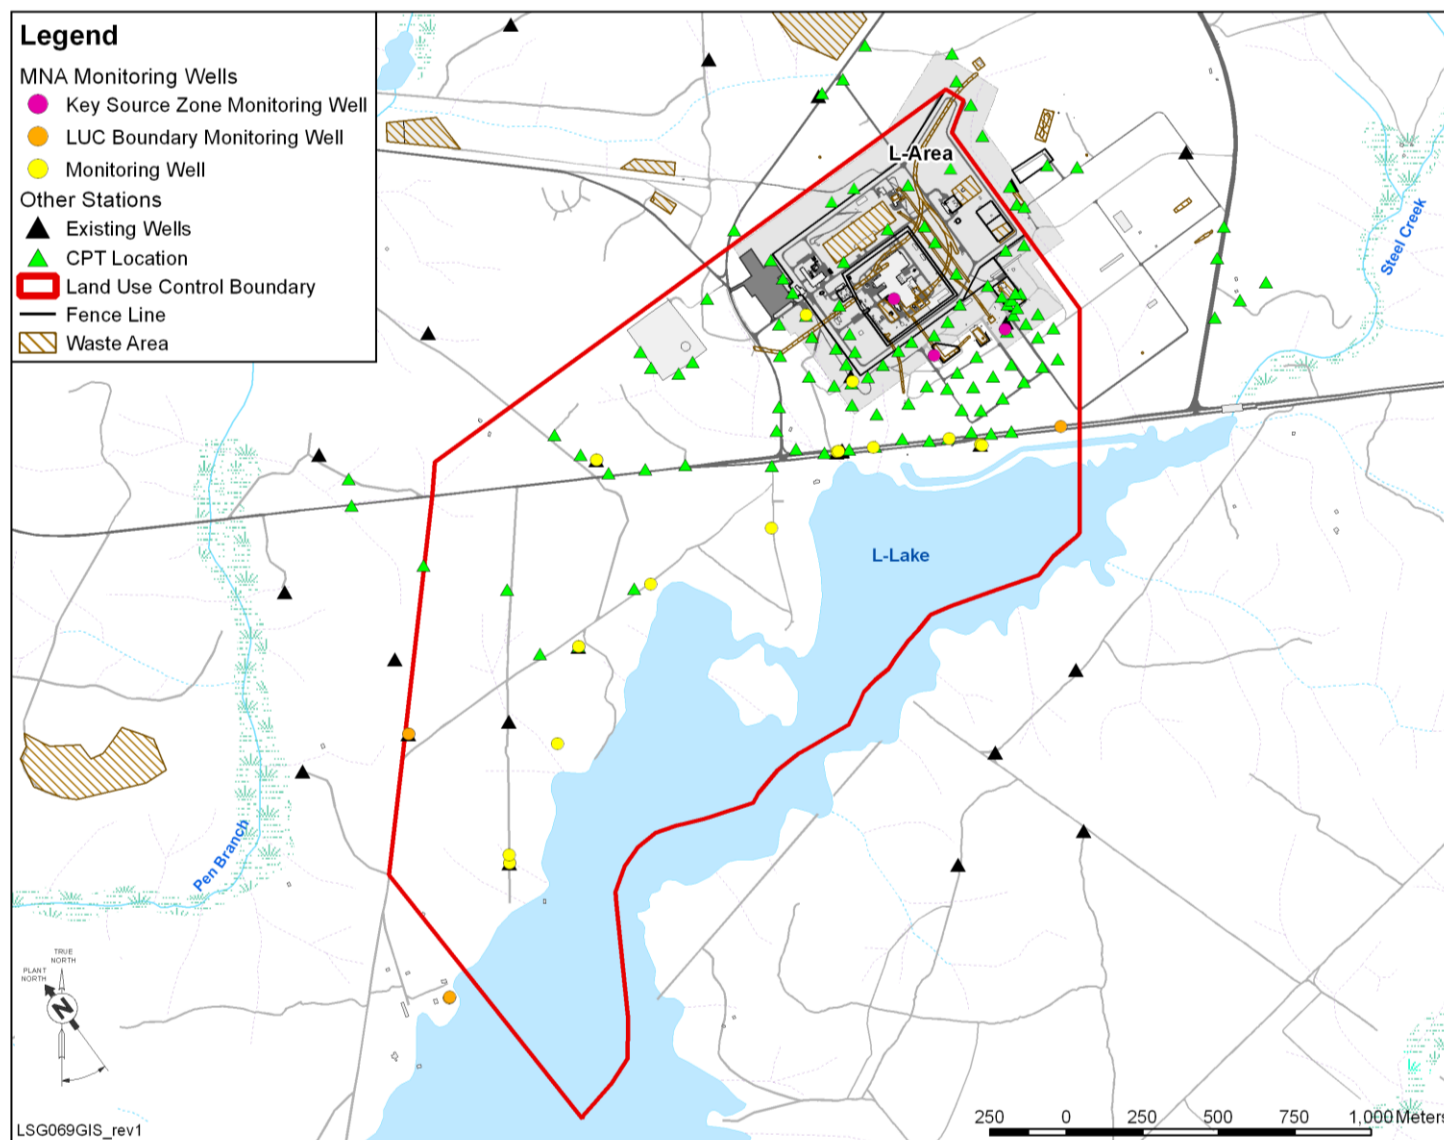 Legend
MNA Monitoring Wells
Key Source Zone Monitoring Well
LUC Boundary Monitoring Well
Monitoring Well
Other Stations
Existing Wells
CPT Location
Land Use Control Boundary
Fence Line
Waste Area
L-Area
Steel Creek
L-Lake
Pen Branch
TRUE
NORTH
PLANT
NORTH
N
LSG069GIS_rev1
250 0 250 500 750 1,000 Meters